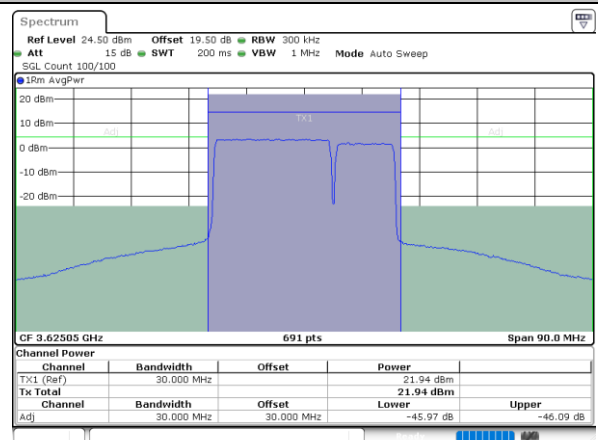 Spectrum
Ref Level 24.50 dBm Offset 19.50 dB RBW 300 kHz
Att 15 dB SWT 200 ms VBW 1 MHz Mode Auto Sweep
SGL Count 100/100
1Rm AvgPwr
20 dBm
TX1
10 dBm
Adj Adj
0 dBm
-10 dBm
-20 dBm
CF 3.62505 GHz 691 pts Span 90.0 MHz
Channel Power
Channel Bandwidth Offset Power
TX1 (Ref) 30.000 MHz 21.94 dBm
Tx Total 21.94 dBm
Channel Bandwidth Offset Lower Upper
Adj 30.000 MHz 30.000 MHz -45.97 dB -46.09 dB
Ready